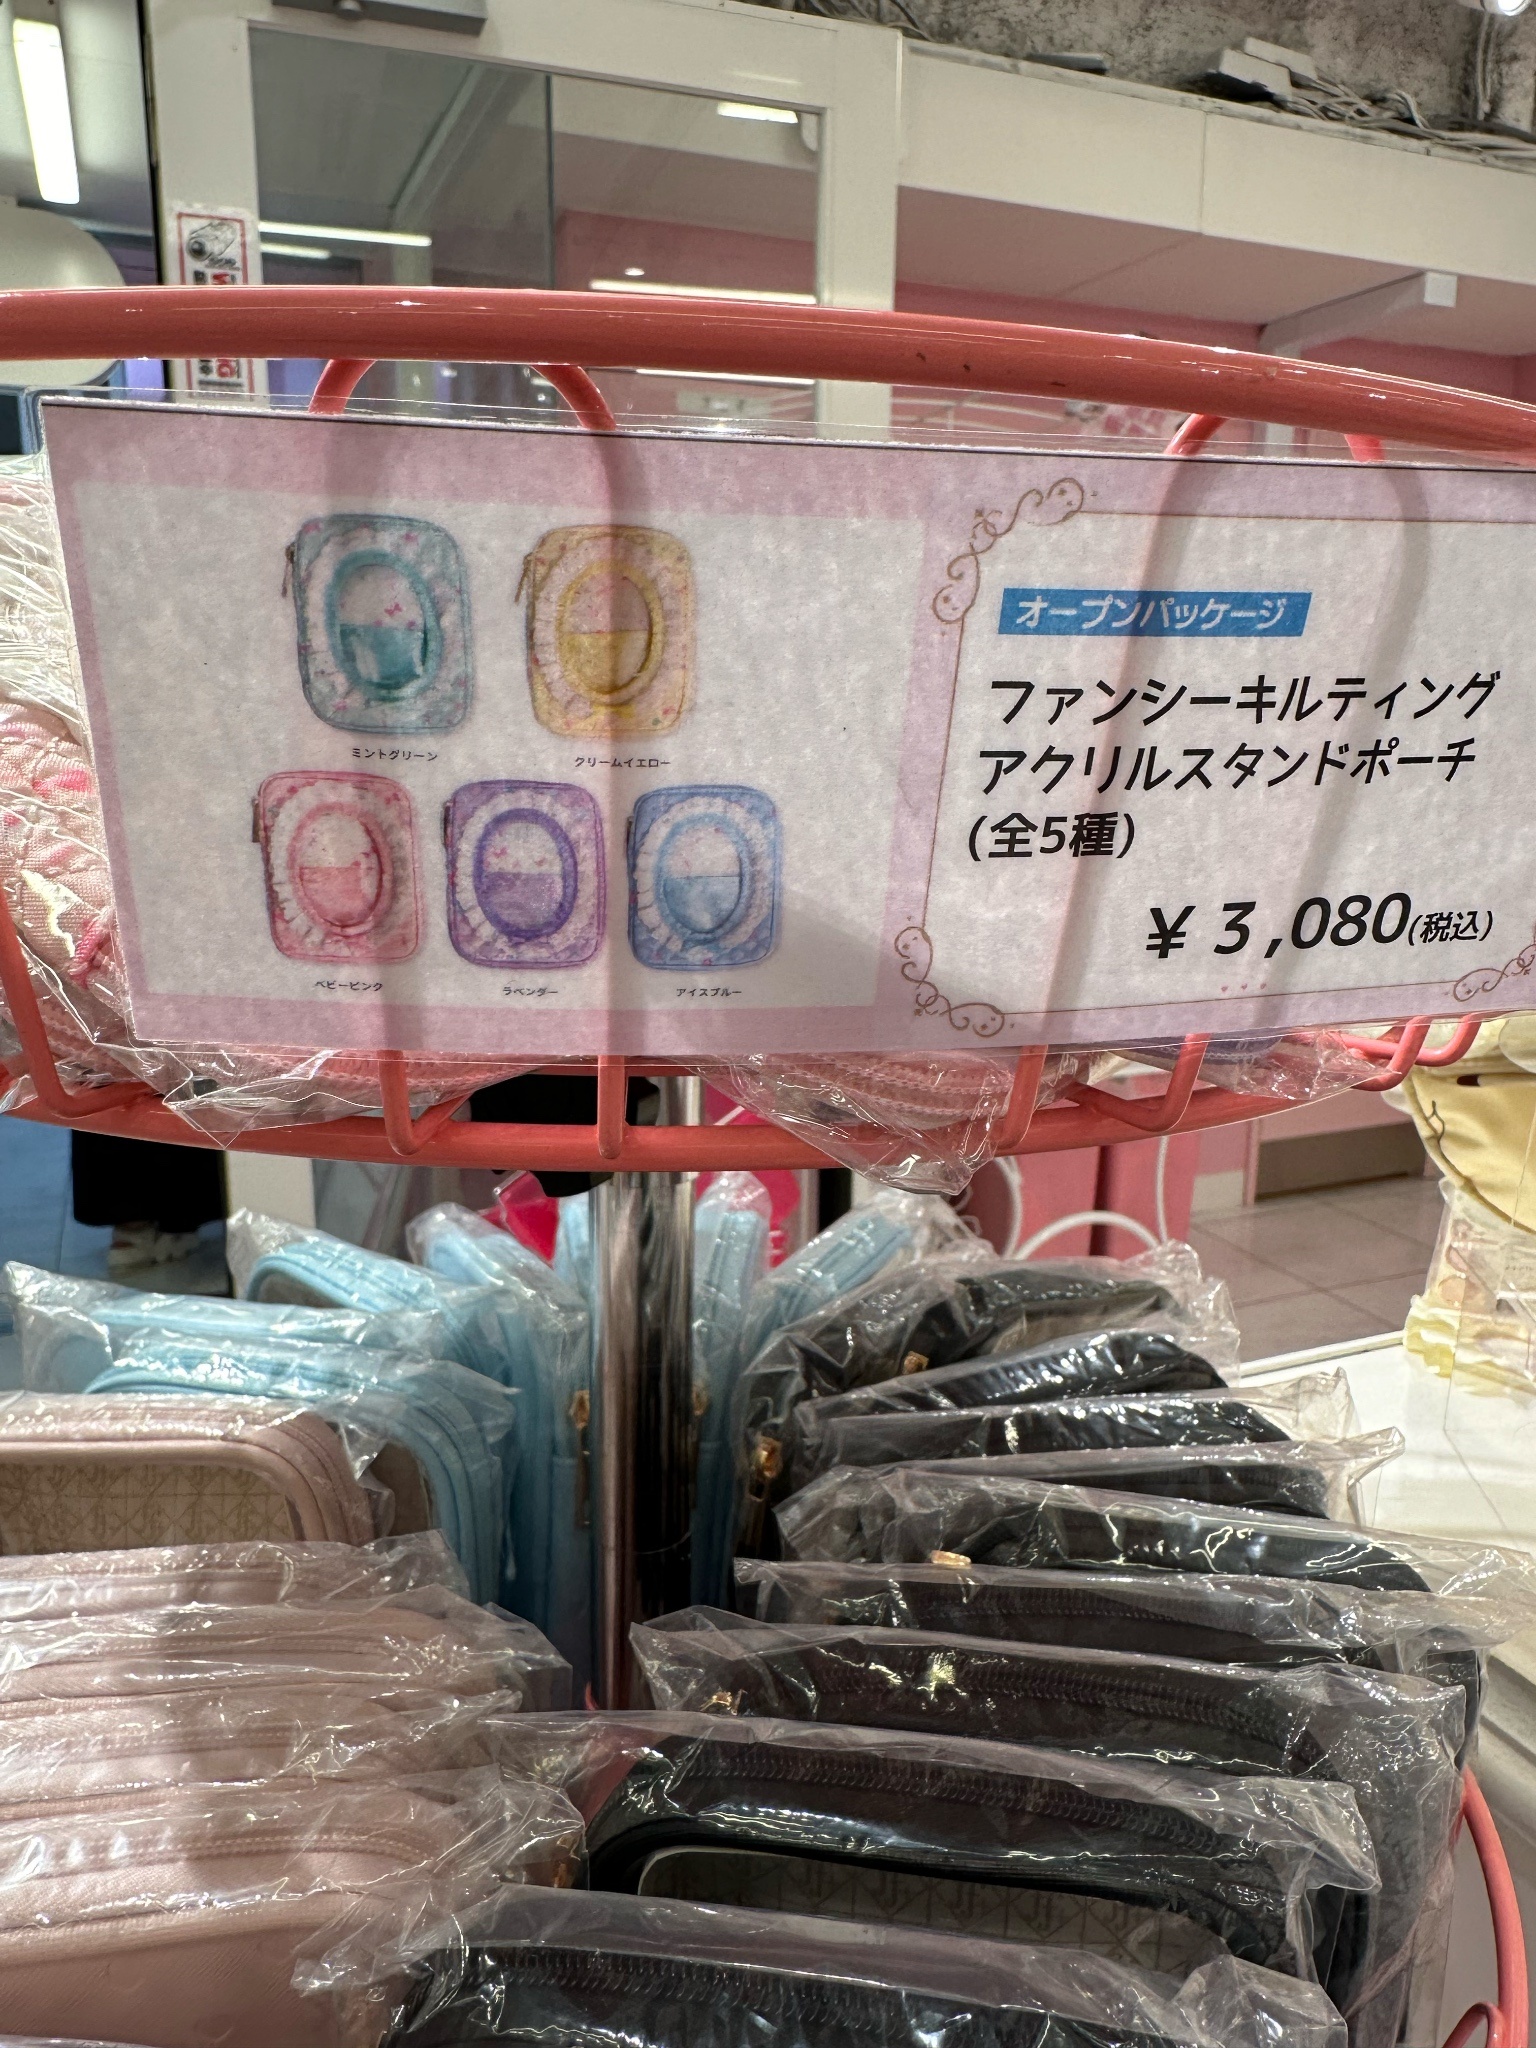 ミントグリーン
クリームイエロー
ベビーピンク
ラベンダー
アイスブルー
オープンパッケージ
ファンシーキルティング
アクリルスタンドポーチ
(全5種)
¥3,080(税込)